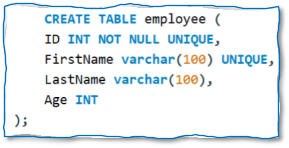 CREATE TABLE employee (
ID INT NOT NULL UNIQUE,
FirstName varchar(100) UNIQUE,
LastName varchar(100),
Age INT
);